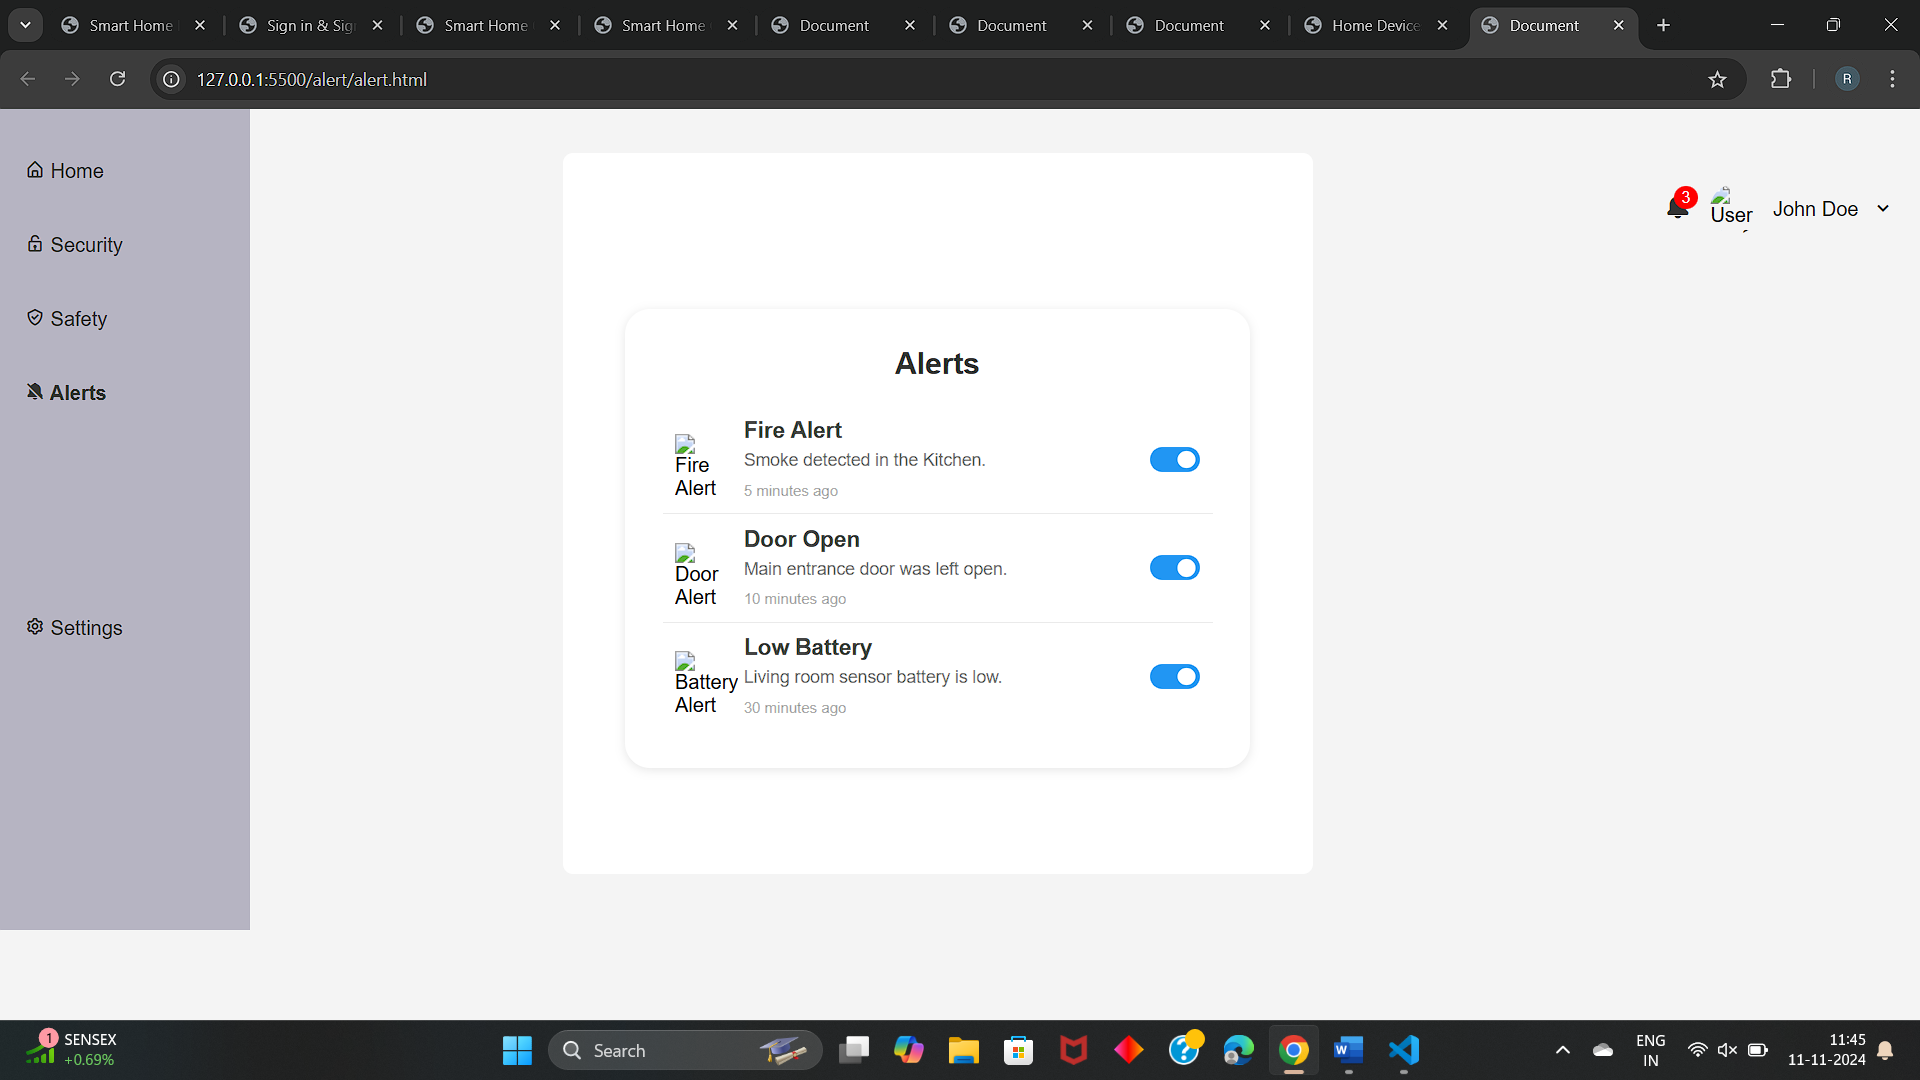 Smart Home
Sign in & Sig
Smart Home
Smart Home
Document
Document
Document
Home Device
Document
127.0.0.1:5500/alert/alert.html
R
Home
Security
Safety
Alerts
Settings
3
User
John Doe
Alerts
Fire Alert
Fire Alert
Smoke detected in the Kitchen.
5 minutes ago
Door Alert
Door Open
Main entrance door was left open.
10 minutes ago
Battery Alert
Low Battery
Living room sensor battery is low.
30 minutes ago
1
SENSEX
+0.69%
Search
W
ENG
IN
11:45
11-11-2024